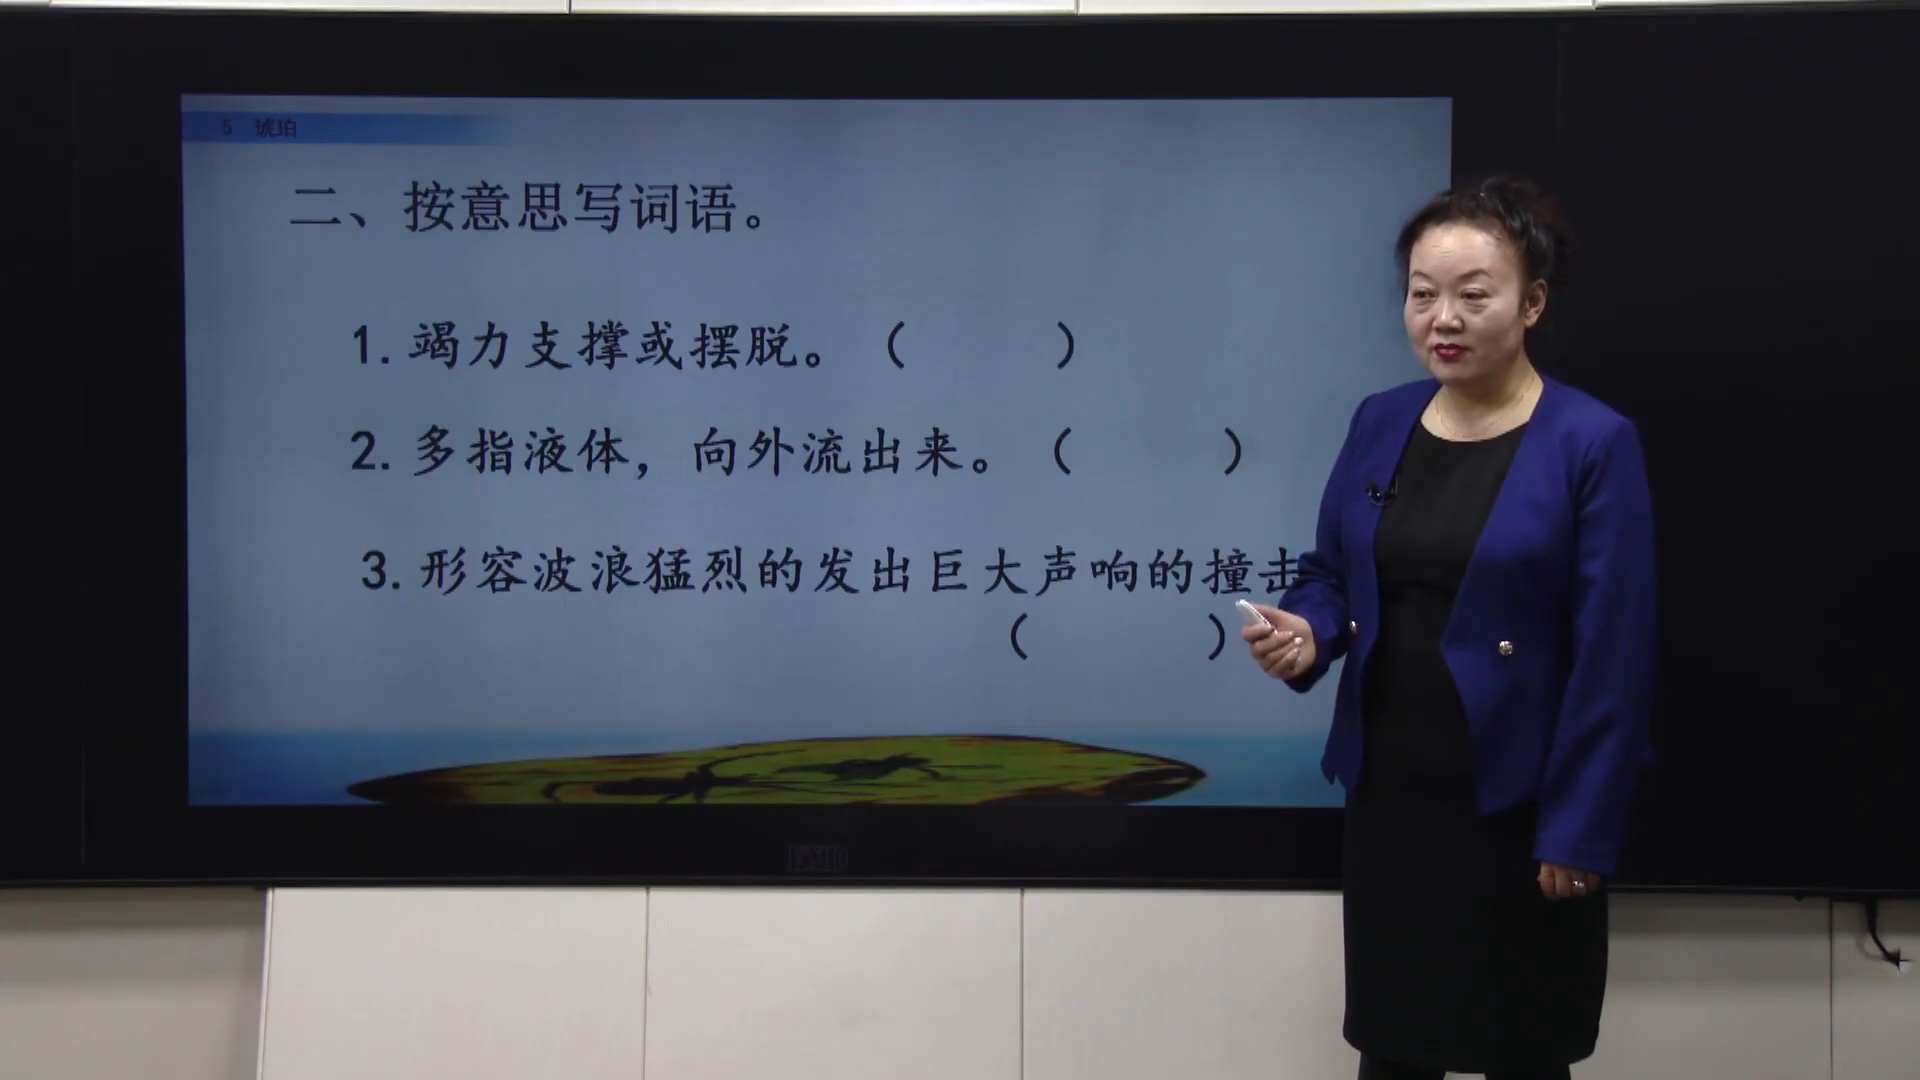 5 琥珀
二、按意思写词语。
1.竭力支撑或摆脱。（ ）
2.多指液体，向外流出来。（ ）
3.形容波浪猛烈的发出巨大声响的撞击
（ ）